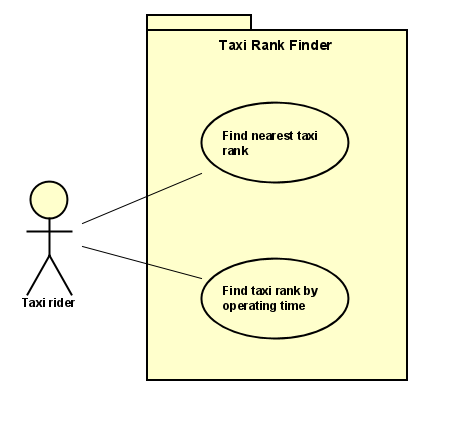 Taxi Rank Finder
Find nearest taxi
rank
Taxi rider
Find taxi rank by
operating time